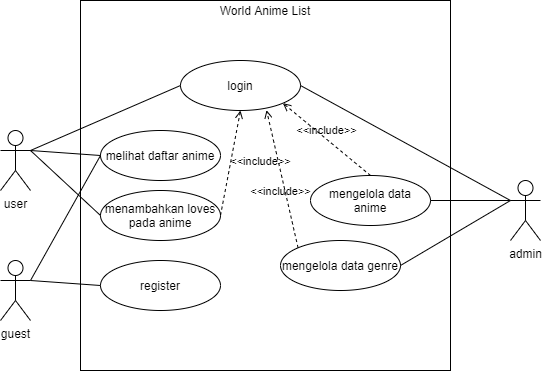 World Anime List
login
<<include>>
melihat daftar anime
<<include>>
user
menambahkan loves
pada anime
<<include>>
mengelola data
anime
admin
mengelola data genre
register
guest